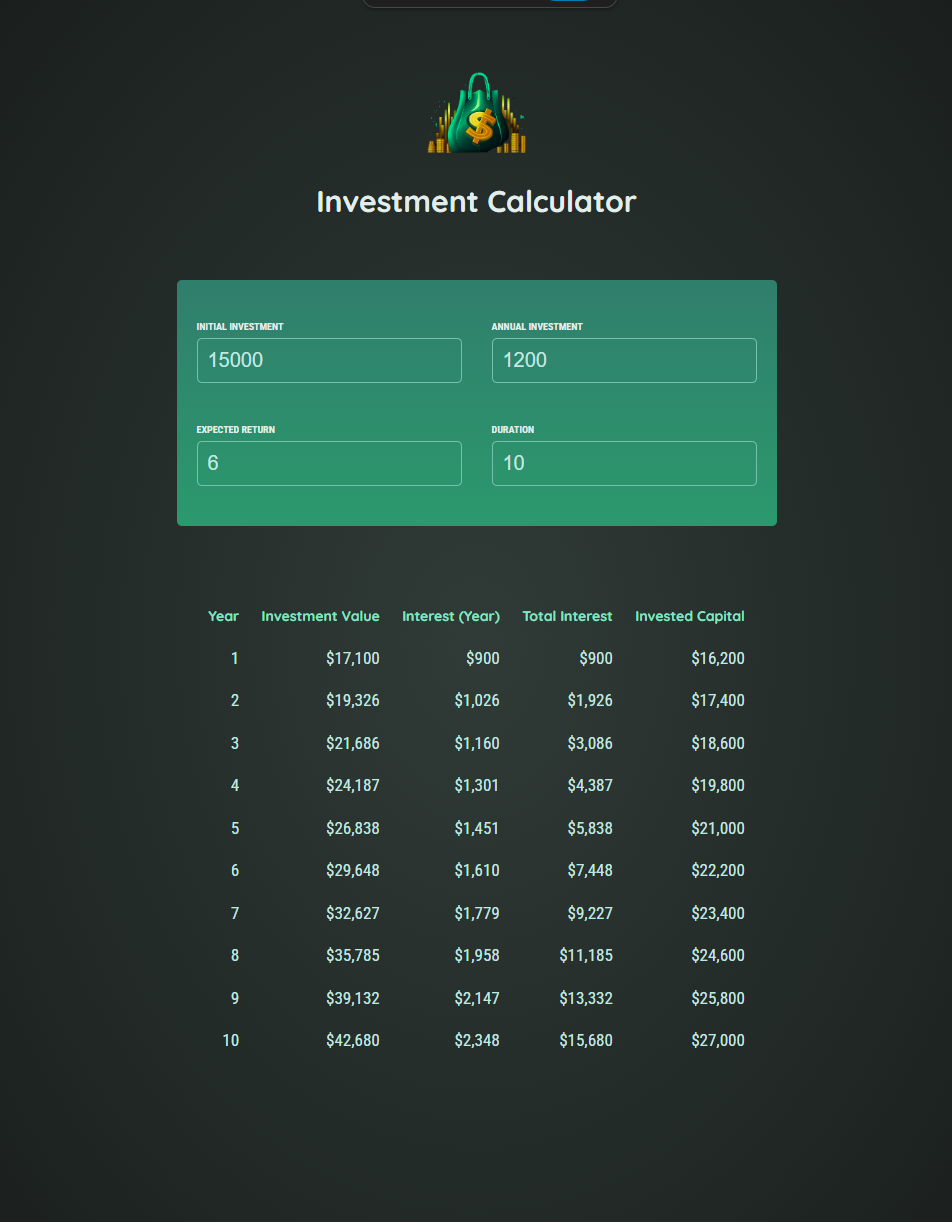 $
Investment Calculator
INITIAL INVESTMENT ANNUAL INVESTMENT
15000 1200
EXPECTED RETURN DURATION
6 10
Year Investment Value Interest (Year) Total Interest Invested Capital
1 $17,100 $900 $900 $16,200
2 $19,326 $1,026 $1,926 $17,400
3 $21,686 $1,160 $3,086 $18,600
4 $24,187 $1,301 $4,387 $19,800
5 $26,838 $1,451 $5,838 $21,000
6 $29,648 $1,610 $7,448 $22,200
7 $32,627 $1,779 $9,227 $23,400
8 $35,785 $1,958 $11,185 $24,600
9 $39,132 $2,147 $13,332 $25,800
10 $42,680 $2,348 $15,680 $27,000